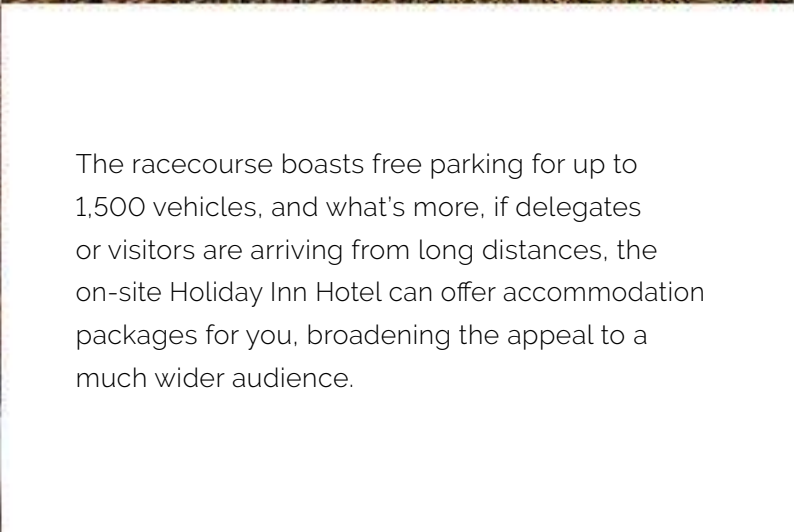 The racecourse boasts free parking for up to
1,500 vehicles, and what's more, if delegates
or visitors are arriving from long distances, the
on-site Holiday Inn Hotel can offer accommodation
packages for you, broadening the appeal to a
much wider audience.